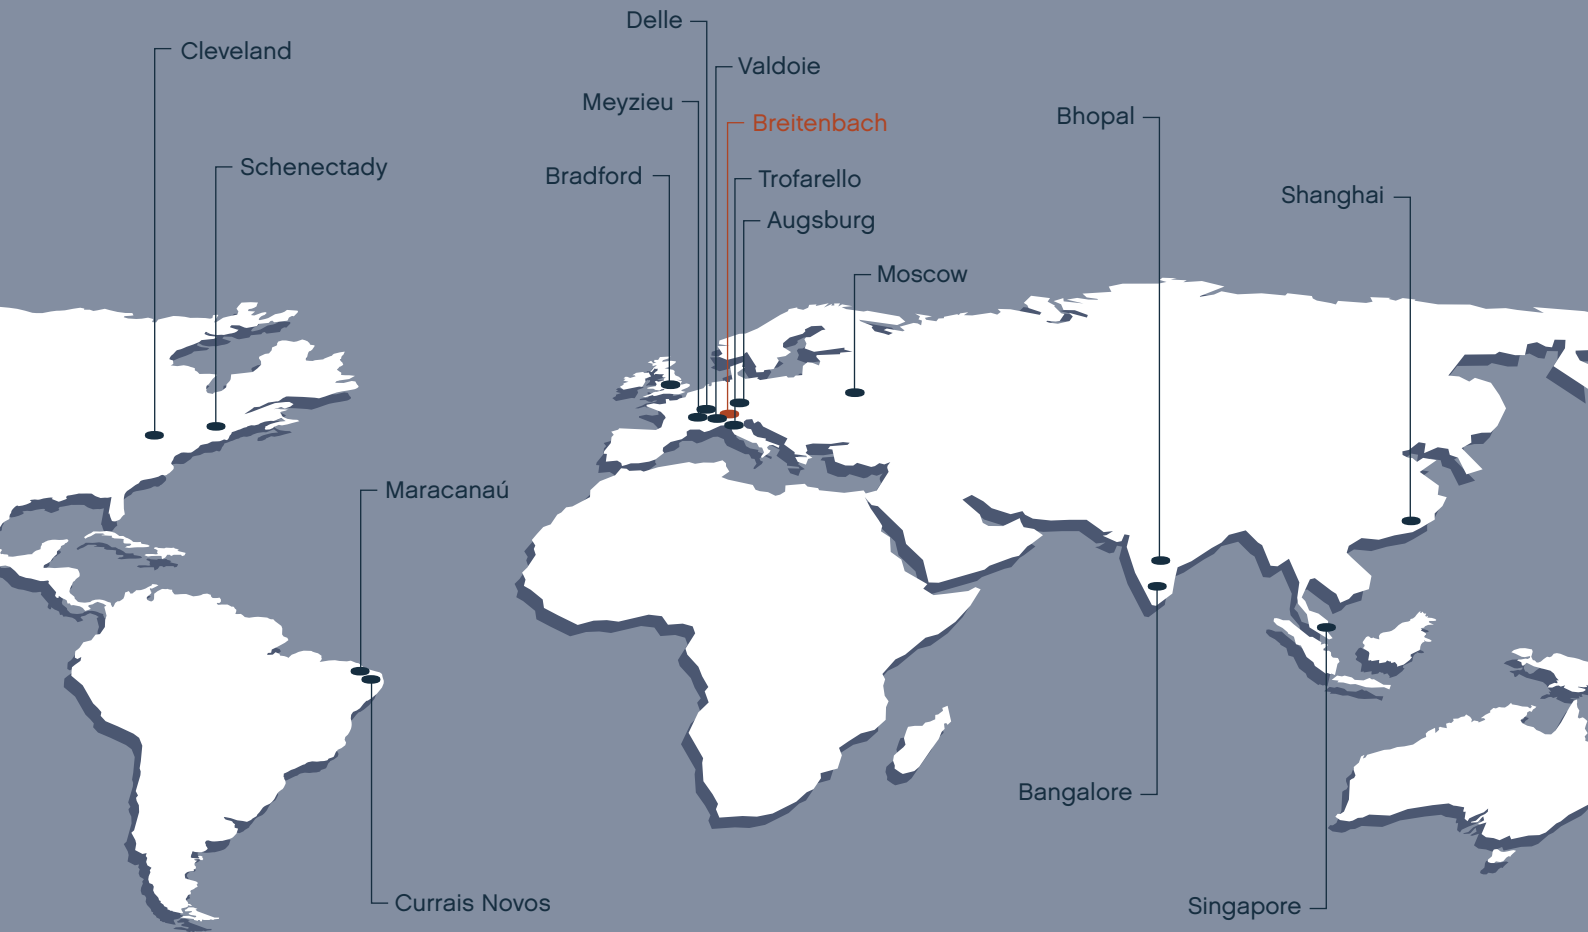 Delle
Cleveland
Valdoie
Meyzieu
Breitenbach
Bhopal
Schenectady
Bradford
Trofarello
Shanghai
Augsburg
Moscow
Maracanaú
Bangalore
Currais Novos
Singapore